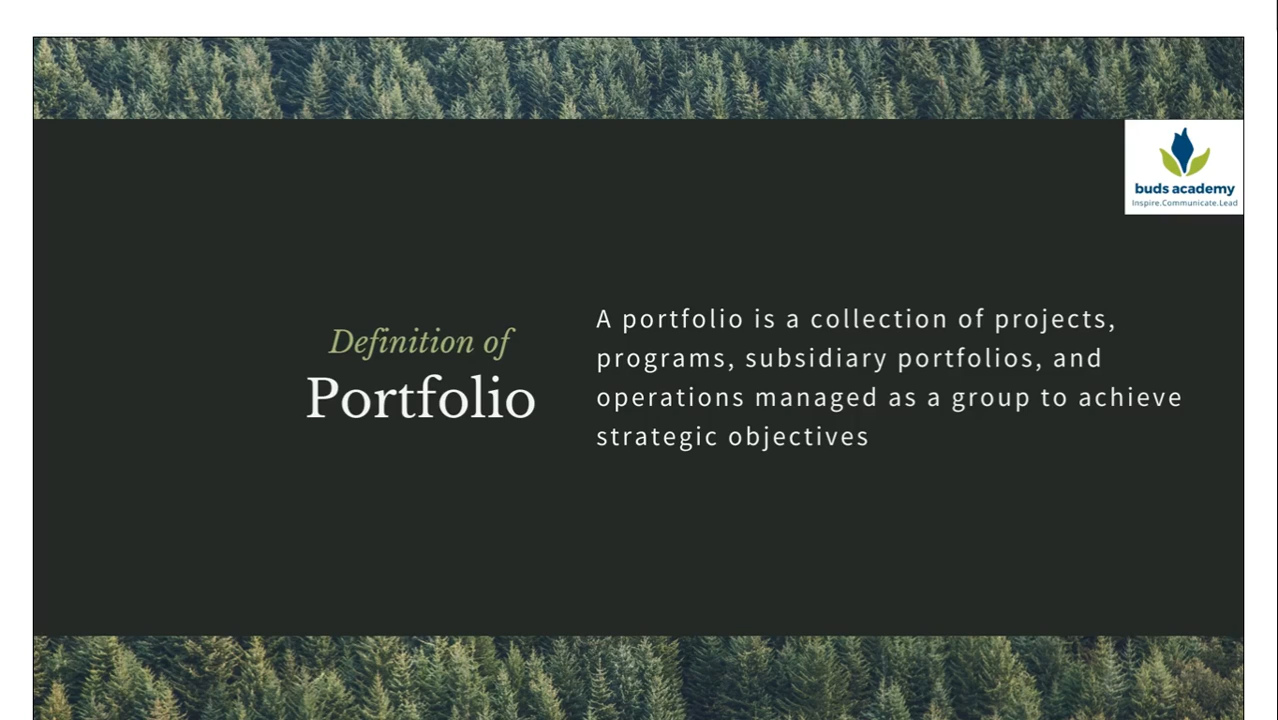 buds academy
Inspire.Communicate.Lead
Definition of
Portfolio
A portfolio is a collection of projects,
programs, subsidiary portfolios, and
operations managed as a group to achieve
strategic objectives